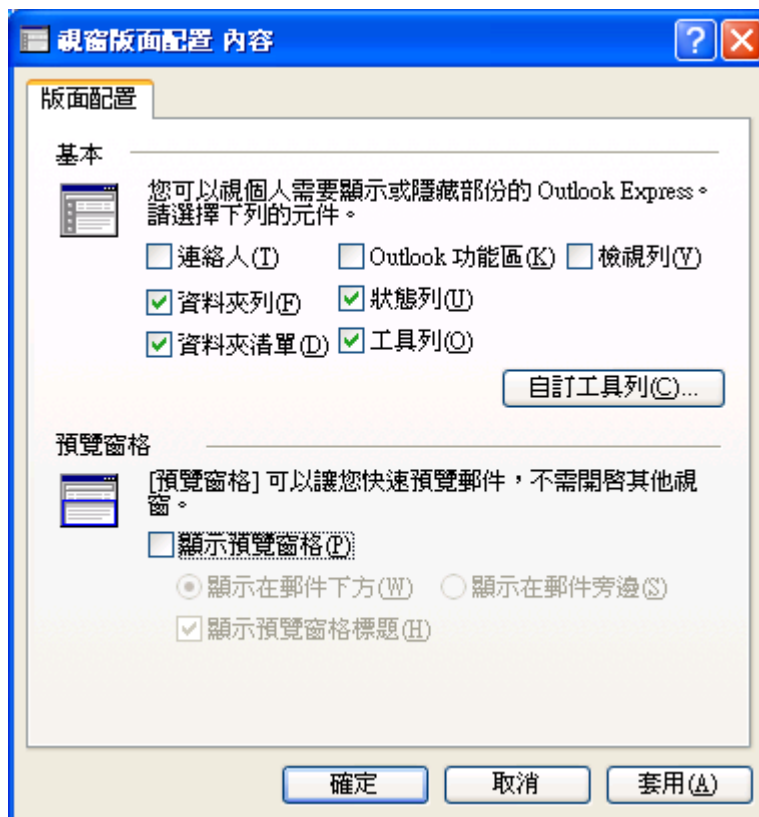 視窗版面配置 內容
版面配置
基本
您可以視個人需要顯示或隱藏部份的 Outlook Express。
請選擇下列的元件。
連絡人(T) Outlook 功能區(K) 檢視列(V)
資料夾列(F) 狀態列(U)
資料夾清單(D) 工具列(O)
自訂工具列(C)...
預覽窗格
[預覽窗格] 可以讓您快速預覽郵件，不需開啓其他視
窗。
顯示預覽窗格(P)
顯示在郵件下方(W) 顯示在郵件旁邊(S)
顯示預覽窗格標題(H)
確定 取消 套用(A)